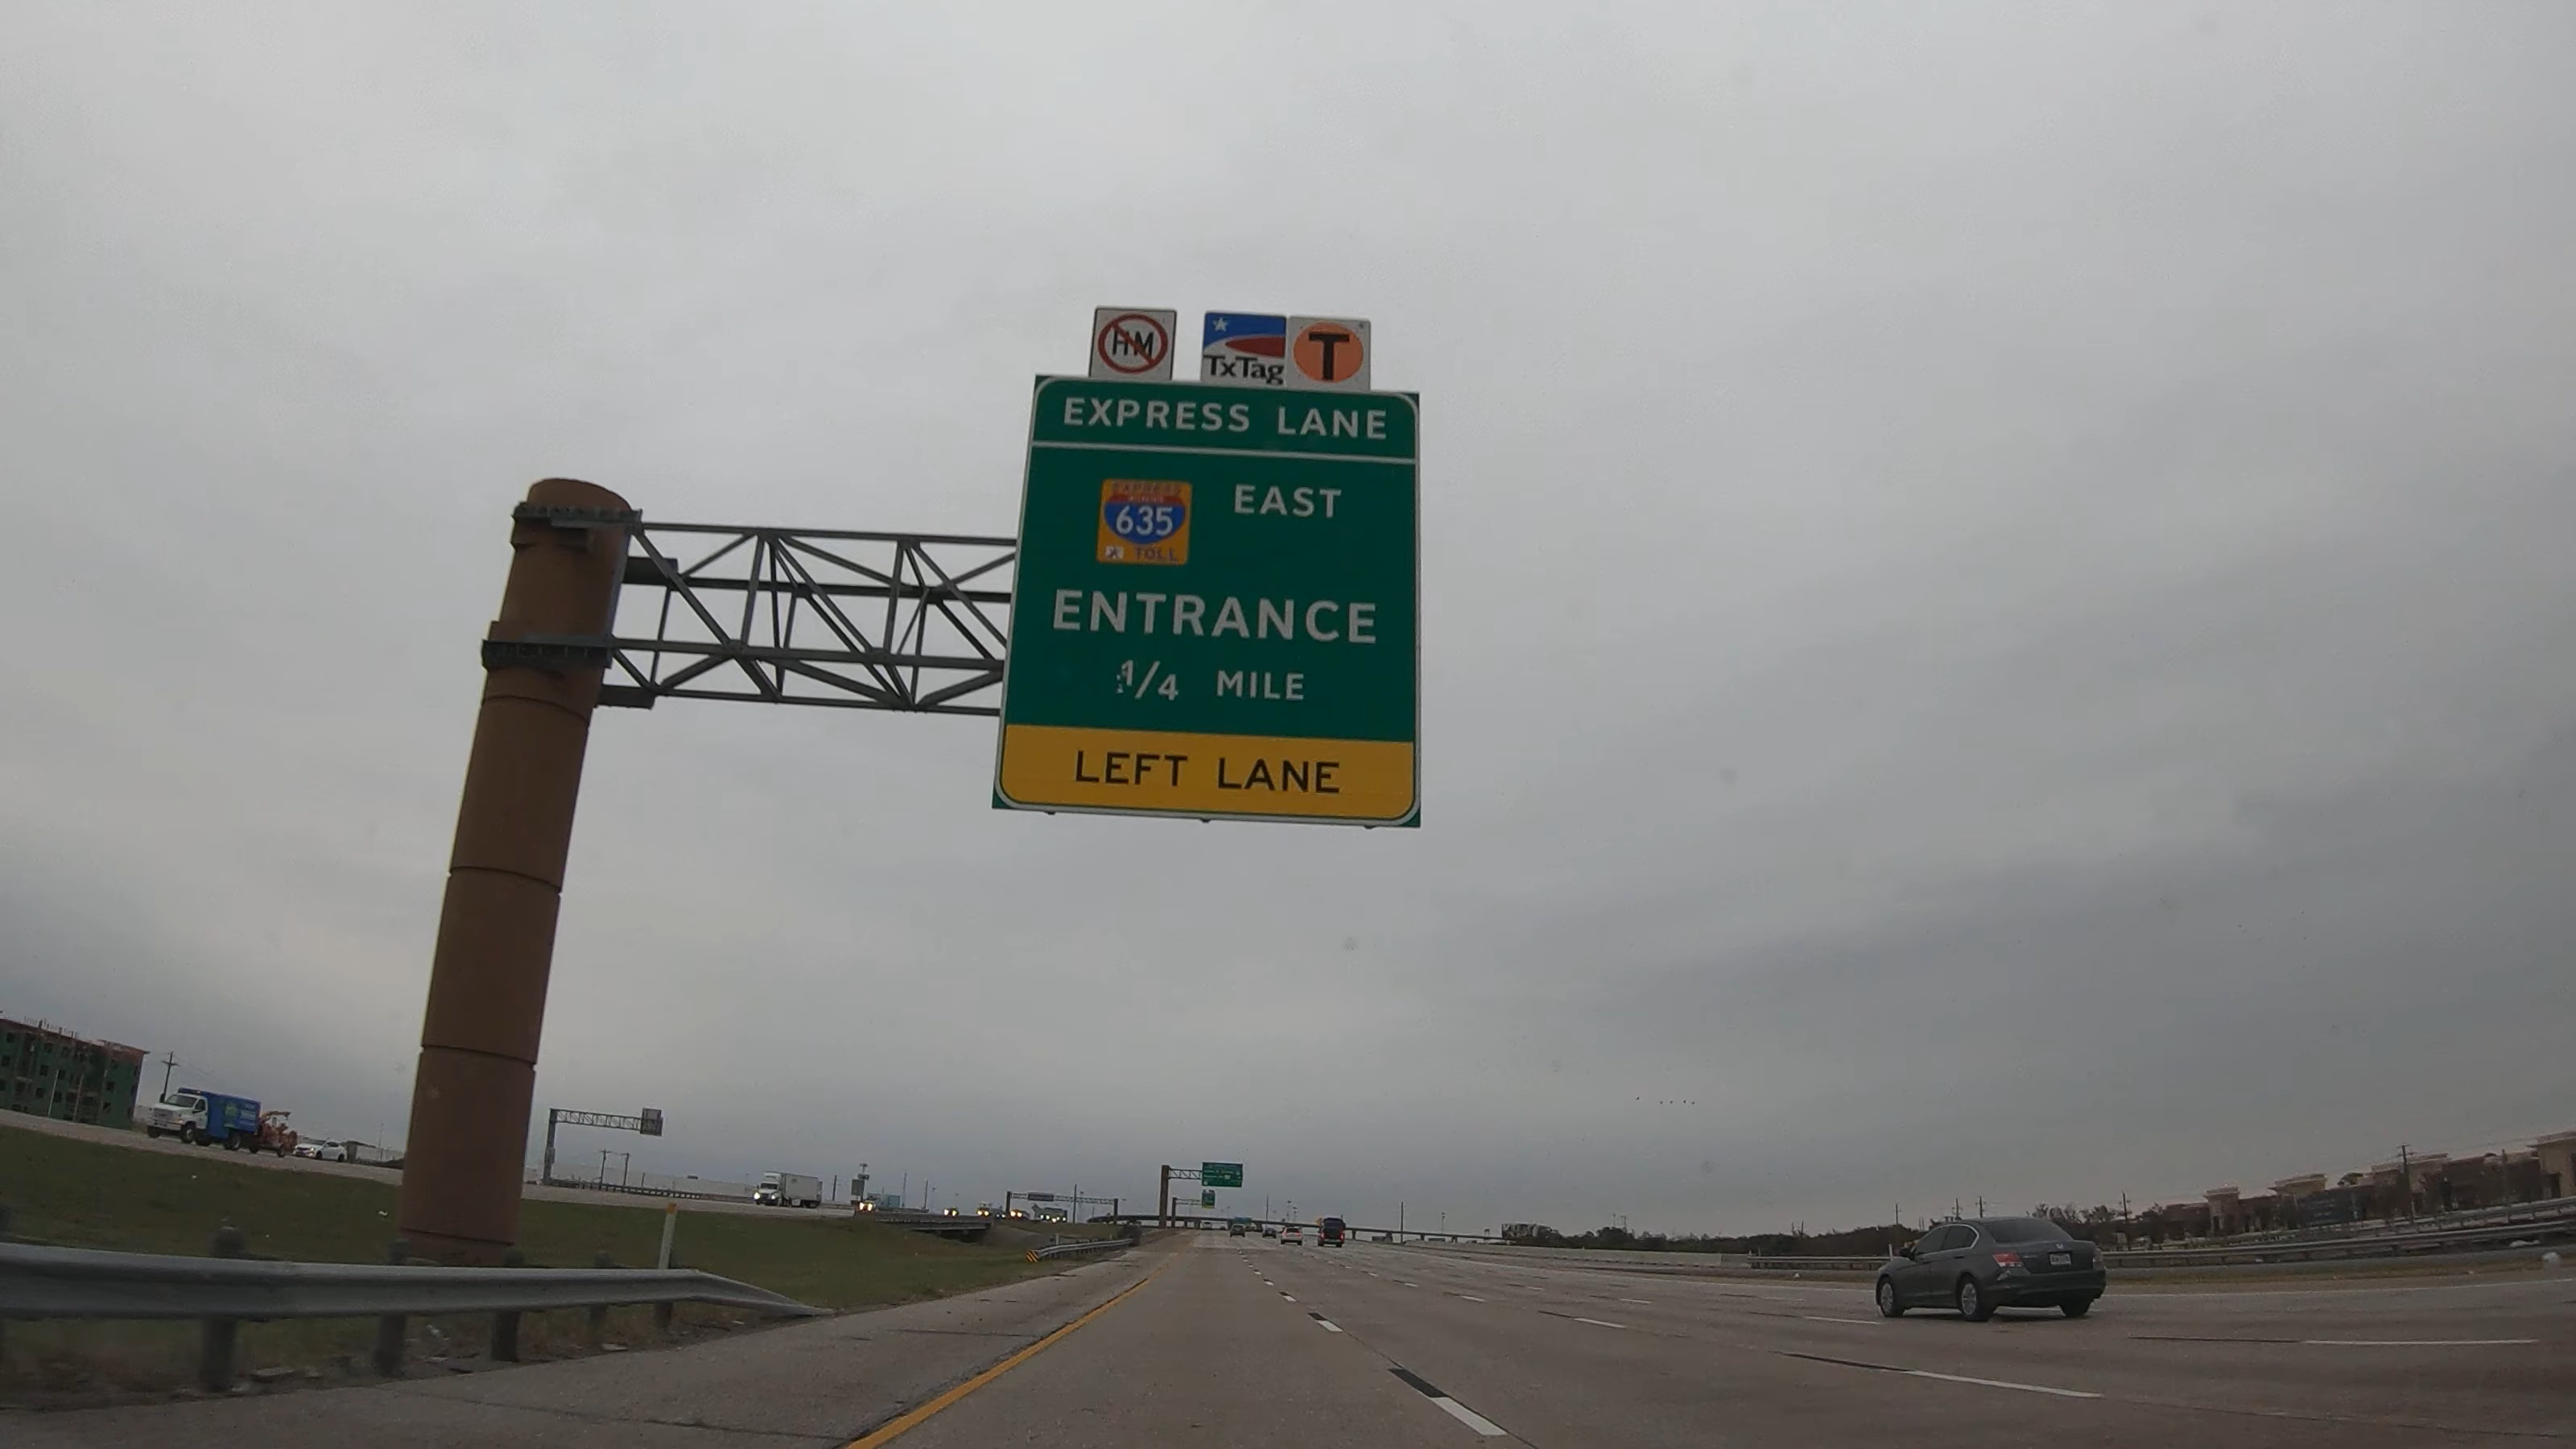 HM
TxTag T
EXPRESS LANE
EXPRESS
635 EAST
TOLL
ENTRANCE
1/4 MILE
LEFT LANE